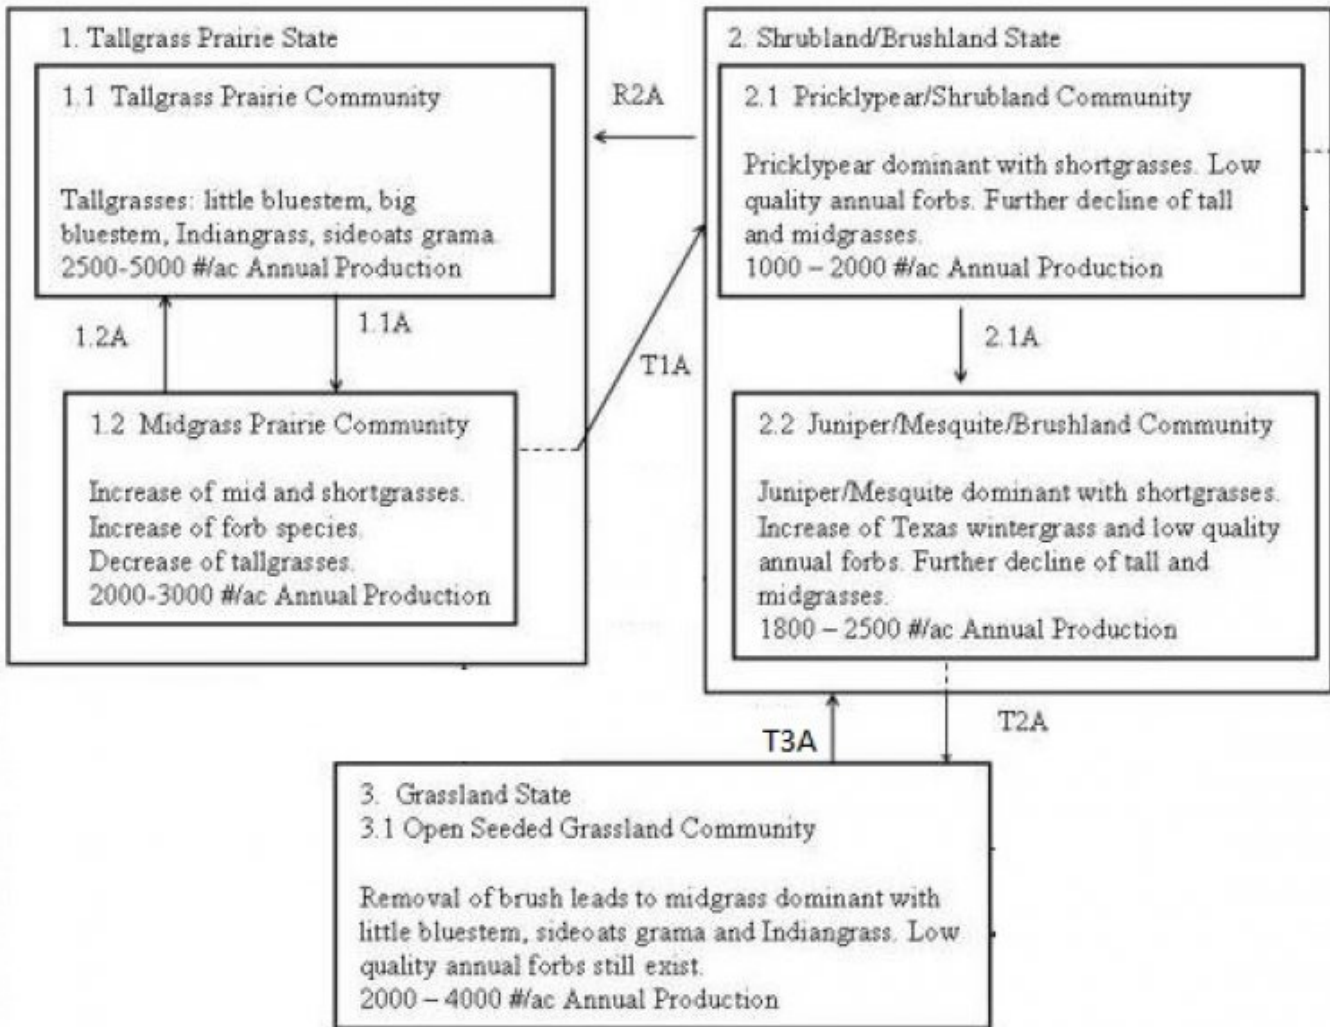 1. Tallgrass Prairie State
1.1 Tallgrass Prairie Community
Tallgrasses: little bluestem, big
bluestem, Indiangrass, sideoats grama.
2500-5000 #/ac Annual Production
1.2A
1.1A
1.2 Midgrass Prairie Community
Increase of mid and shortgrasses.
Increase of forb species.
Decrease of tallgrasses.
2000-3000 #/ac Annual Production
R2A
T1A
2. Shrubland/Brushland State
2.1 Pricklypear/Shrubland Community
Pricklypear dominant with shortgrasses. Low
quality annual forbs. Further decline of tall
and midgrasses.
1000 – 2000 #/ac Annual Production
2.1A
2.2 Juniper/Mesquite/Brushland Community
Juniper/Mesquite dominant with shortgrasses.
Increase of Texas wintergrass and low quality
annual forbs. Further decline of tall and
midgrasses.
1800 – 2500 #/ac Annual Production
T3A
T2A
3. Grassland State
3.1 Open Seeded Grassland Community
Removal of brush leads to midgrass dominant with
little bluestem, sideoats grama and Indiangrass. Low
quality annual forbs still exist.
2000 – 4000 #/ac Annual Production